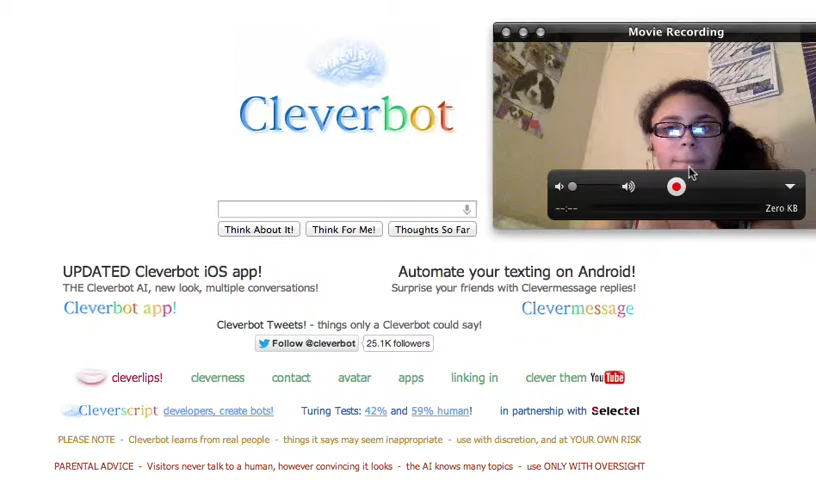 Movie Recording
Cleverbot
--:--
Zero KB
Think About It!
Think For Me!
Thoughts So Far
UPDATED Cleverbot iOS app!
Automate your texting on Android!
THE Cleverbot AI, new look, multiple conversations!
Surprise your friends with Clevermessage replies!
Cleverbot app!
Clevermessage
Cleverbot Tweets! - things only a Cleverbot could say!
Follow @cleverbot
25.1K followers
cleverlips!
cleverness
contact
avatar
apps
linking in
clever them YouTube
Cleverscript developers, create bots!
Turing Tests: 42% and 59% human!
in partnership with Selectel
PLEASE NOTE - Cleverbot learns from real people - things it says may seem inappropriate - use with discretion, and at YOUR OWN RISK
PARENTAL ADVICE - Visitors never talk to a human, however convincing it looks - the AI knows many topics - use ONLY WITH OVERSIGHT